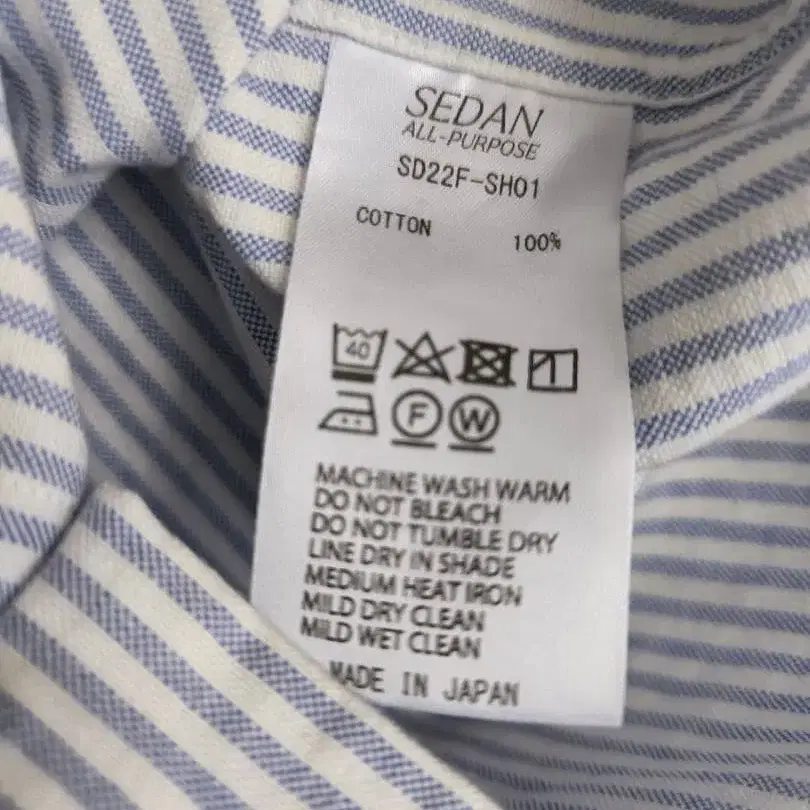 SEDAN
ALL-PURPOSE
SD22F-SH01
COTTON 100%
40
F W
MACHINE WASH WARM
DO NOT BLEACH
DO NOT TUMBLE DRY
LINE DRY IN SHADE
MEDIUM HEAT IRON
MILD DRY CLEAN
MILD WET CLEAN
MADE IN JAPAN